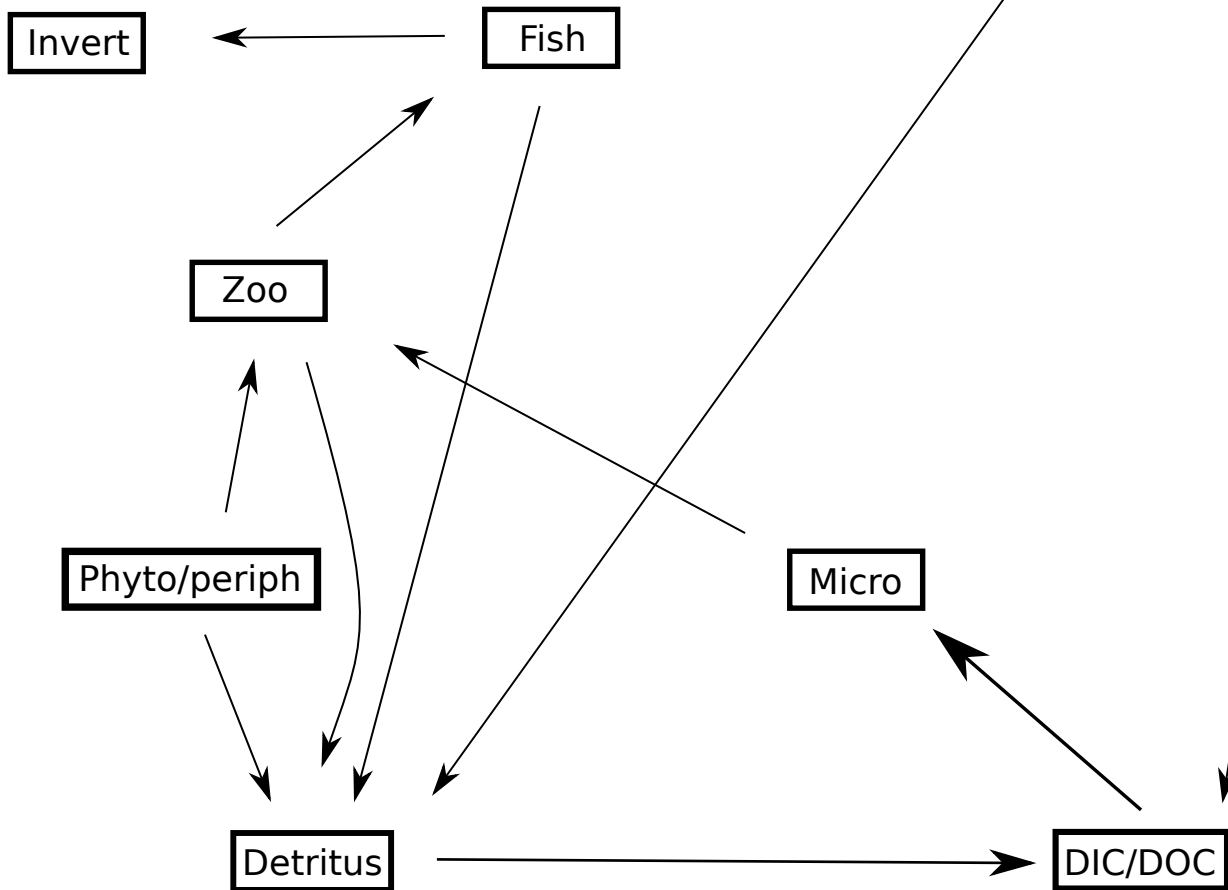 Invert
Fish
Zoo
Phyto/periph
Micro
Detritus
DIC/DOC